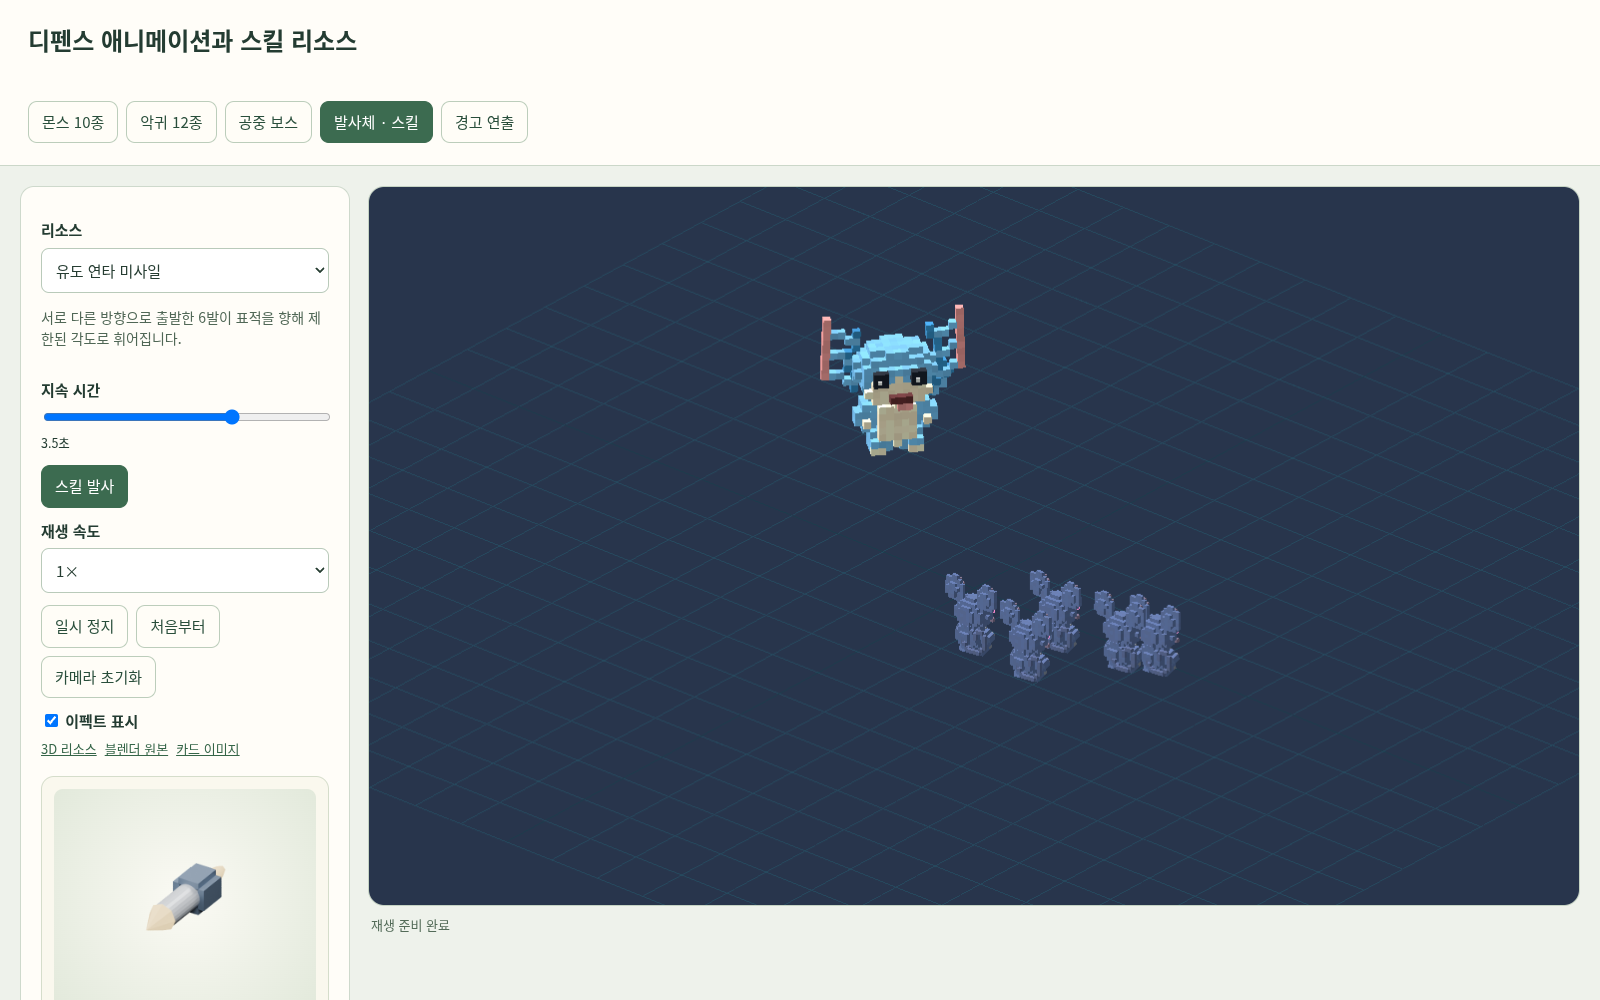 디펜스 애니메이션과 스킬 리소스
몬스 10종
악귀 12종
공중 보스
발사체 · 스킬
경고 연출
리소스
유도 연타 미사일
서로 다른 방향으로 출발한 6발이 표적을 향해 제
한된 각도로 휘어집니다.
지속 시간
3.5초
스킬 발사
재생 속도
1×
일시 정지
처음부터
카메라 초기화
이펙트 표시
3D 리소스 블렌더 원본 카드 이미지
재생 준비 완료